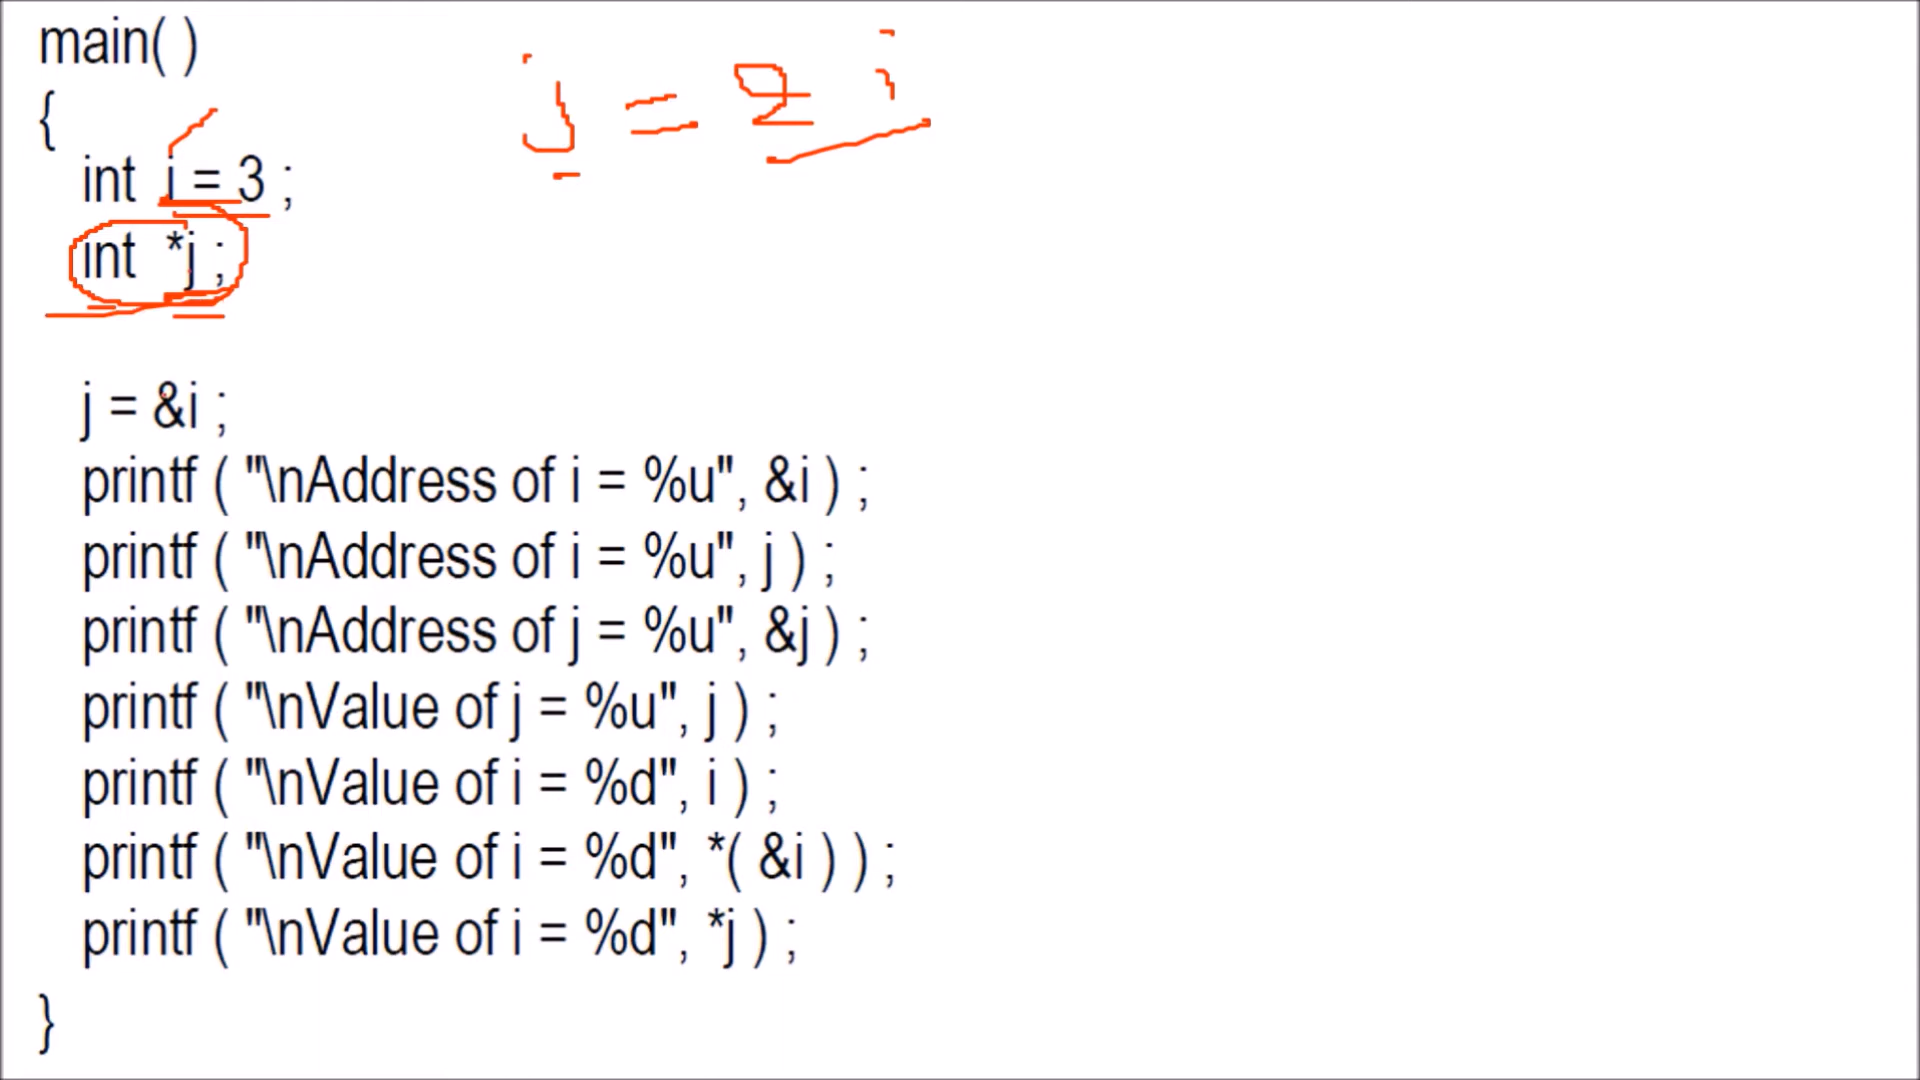 main( )
j = 2 i
{
int i = 3 ;
int *j ;
j = &i ;
printf ( "\nAddress of i = %u", &i ) ;
printf ( "\nAddress of i = %u", j ) ;
printf ( "\nAddress of j = %u", &j ) ;
printf ( "\nValue of j = %u", j ) ;
printf ( "\nValue of i = %d", i ) ;
printf ( "\nValue of i = %d", *( &i ) ) ;
printf ( "\nValue of i = %d", *j ) ;
}